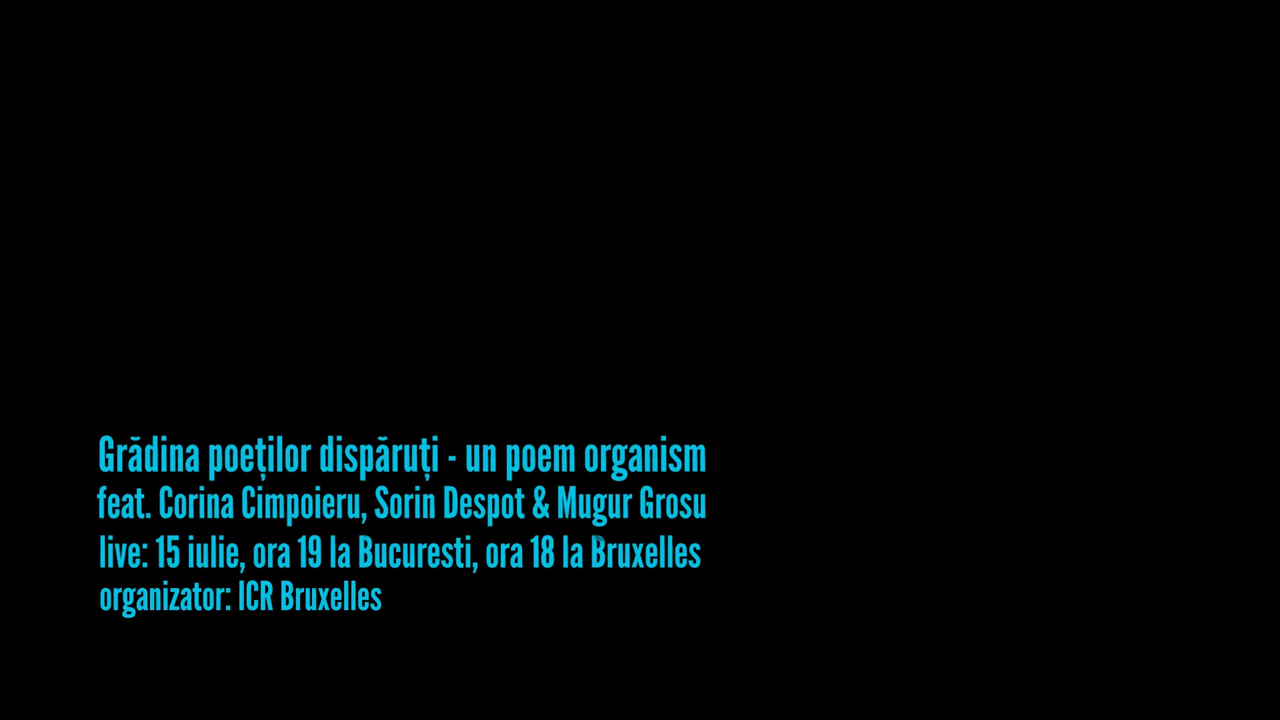 Grădina poeților dispăruți - un poem organism
feat. Corina Cimpoieru, Sorin Despot & Mugur Grosu
live: 15 iulie, ora 19 la Bucuresti, ora 18 la Bruxelles
organizator: ICR Bruxelles